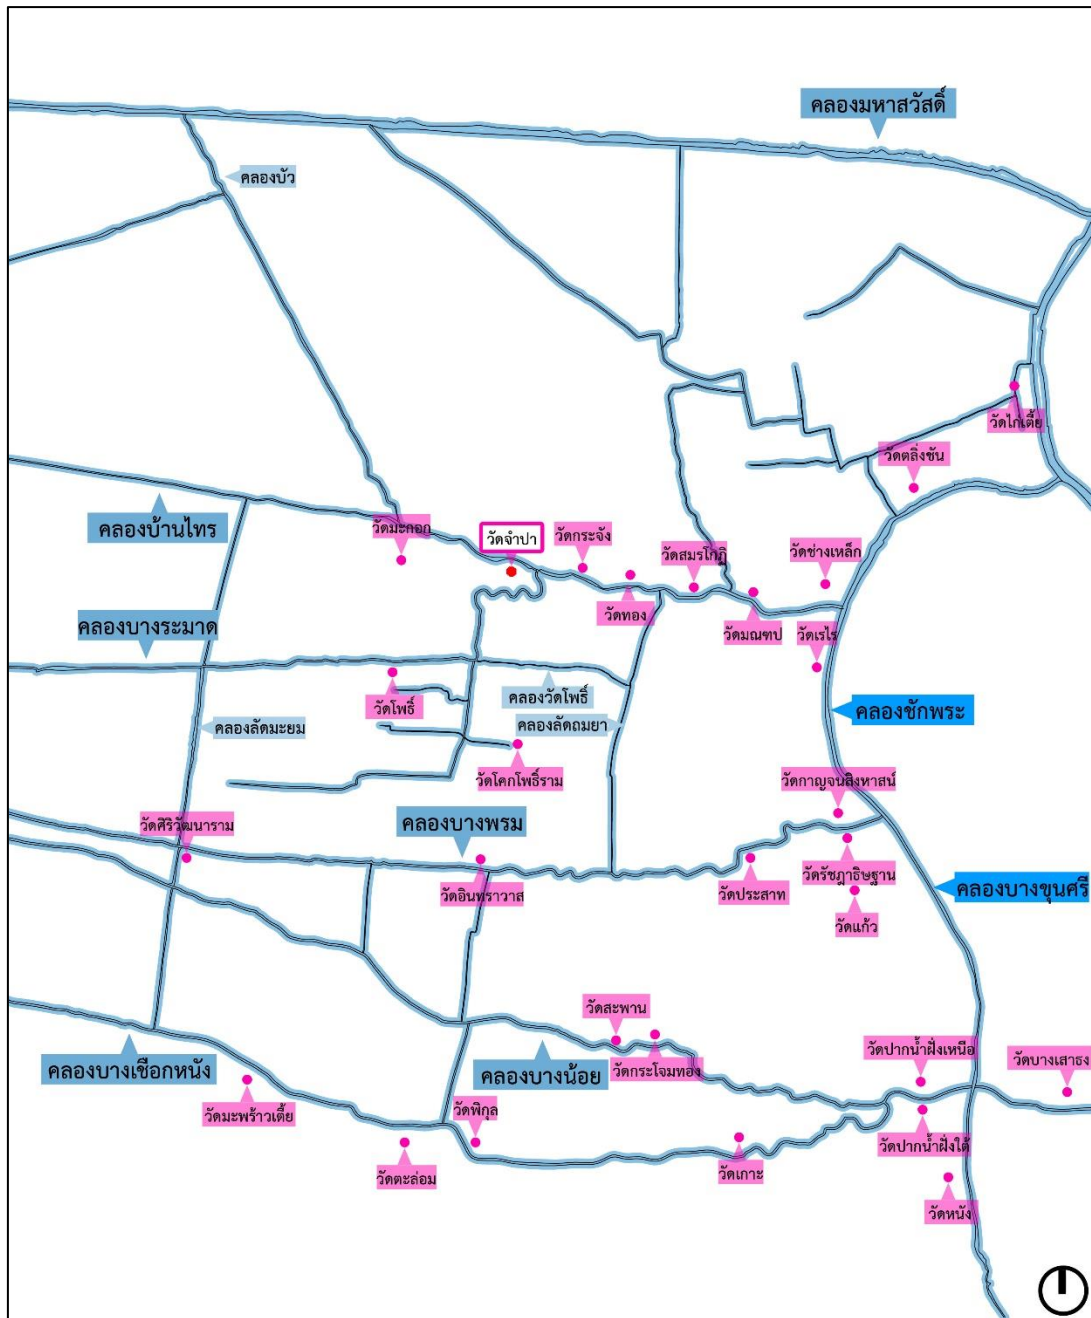 คลองมหาสวัสดิ์
คลองบัว
วัดไก่เตี้ย
วัดตลิ่งชัน
คลองบ้านไทร
วัดมะกอก
วัดจำปา
วัดกระจัง
วัดสมรโกฏิ
วัดช่างเหล็ก
วัดทอง
วัดมณฑป
วัดเรไร
คลองบางระมาด
คลองวัดโพธิ์
วัดโพธิ์
คลองลัดมะยม
คลองลัดถมยา
คลองชักพระ
วัดโคกโพธิ์ราม
วัดกาญจนสิงหาสน์
วัดศิริวัฒนาราม
คลองบางพรม
วัดรัชฎาธิษฐาน
คลองบางขุนศรี
วัดอินทราวาส
วัดประสาท
วัดแก้ว
วัดสะพาน
วัดปากน้ำฝั่งเหนือ
วัดบางเสาธง
คลองบางเชือกหนัง
คลองบางน้อย
วัดกระโจมทอง
วัดมะพร้าวเตี้ย
วัดพิกุล
วัดปากน้ำฝั่งใต้
วัดตะล่อม
วัดเกาะ
วัดหนัง